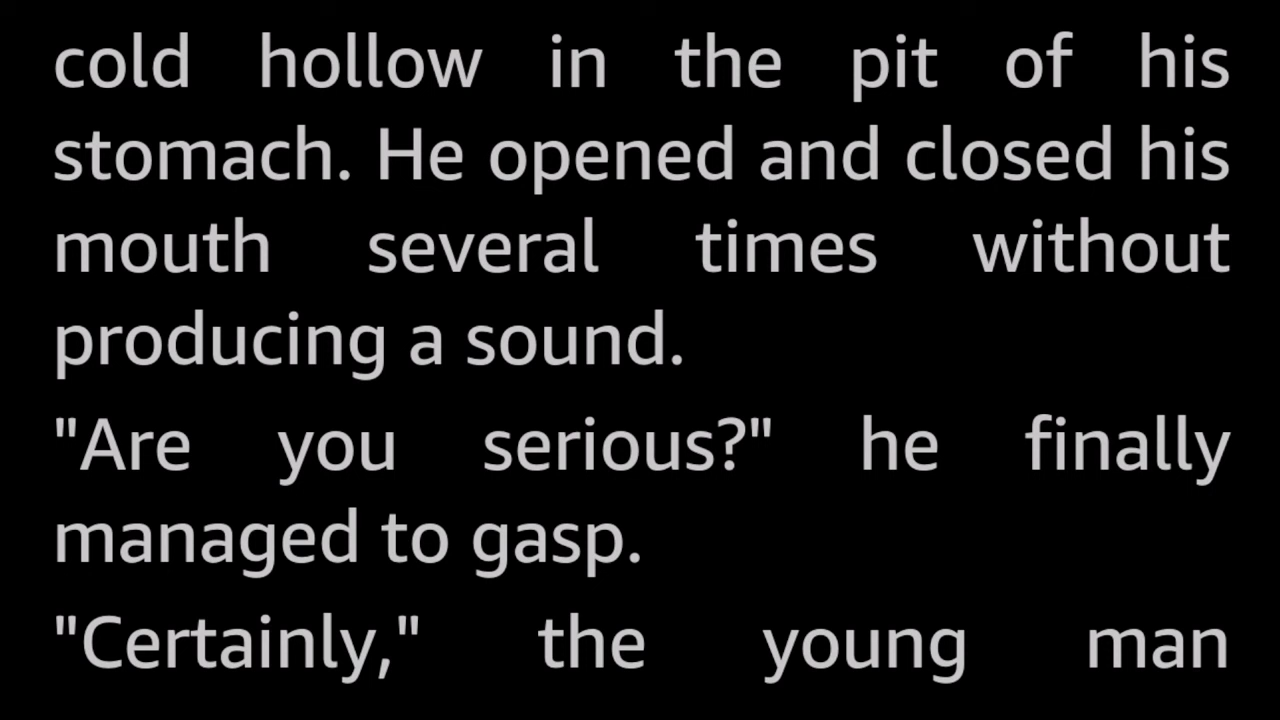 cold hollow in the pit of his
stomach. He opened and closed his
mouth several times without
producing a sound.
"Are you serious?" he finally
managed to gasp.
"Certainly," the young man